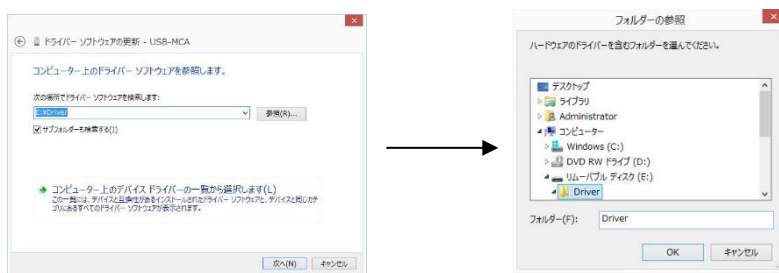 ドライバー ソフトウェアの更新 - USB-MCA
コンピューター上のドライバー ソフトウェアを参照します。
次の場所でドライバー ソフトウェアを検索します:
E:¥Driver
参照(R)...
サブフォルダーも検索する(I)
コンピューター上のデバイス ドライバーの一覧から選択します(L)
この一覧には、デバイスと互換性があるインストールされたドライバー ソフトウェアと、デバイスと同じカテ
ゴリにあるすべてのドライバー ソフトウェアが表示されます。
次へ(N)
キャンセル
フォルダーの参照
ハードウェアのドライバーを含むフォルダーを選んでください。
デスクトップ
ライブラリ
Administrator
コンピューター
Windows (C:)
DVD RW ドライブ (D:)
リムーバブル ディスク (E:)
Driver
フォルダー(F):
Driver
OK
キャンセル